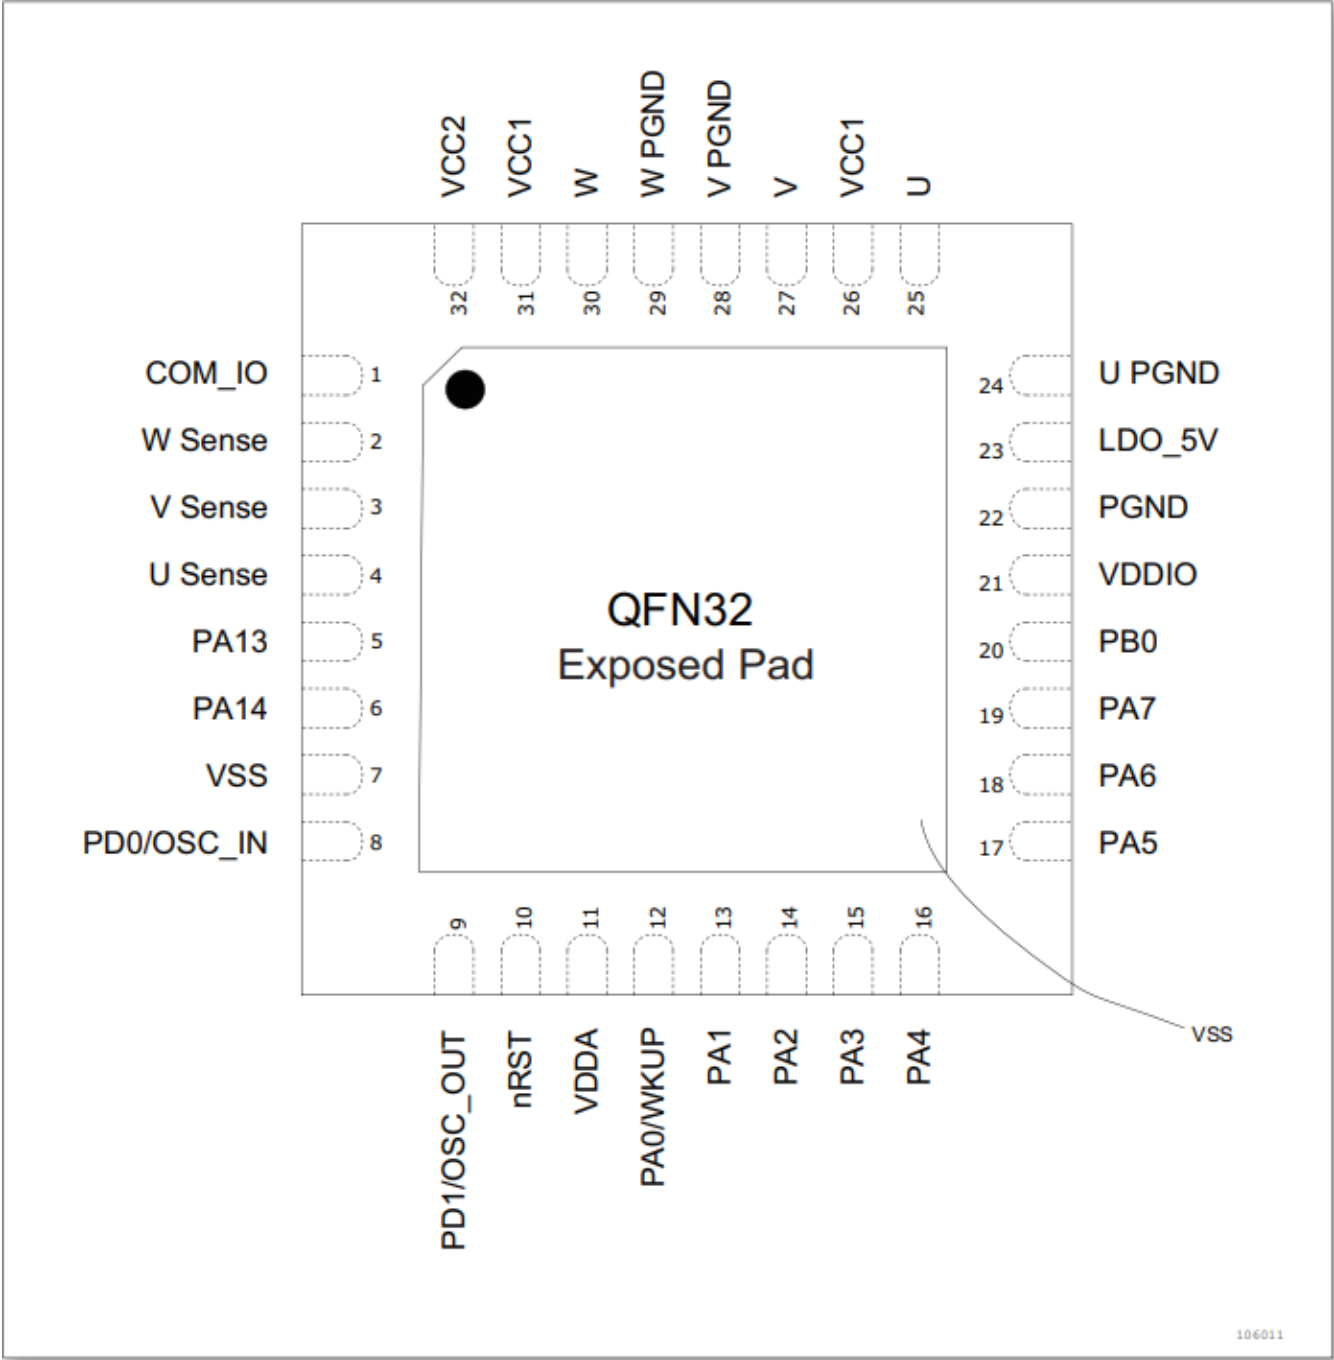 VCC2
VCC1
W
W PGND
V PGND
V
VCC1
U
32
31
30
29
28
27
26
25
COM_IO 1
W Sense 2
V Sense 3
U Sense 4
PA13 5
PA14 6
VSS 7
PD0/OSC_IN 8
QFN32
Exposed Pad
24 U PGND
23 LDO_5V
22 PGND
21 VDDIO
20 PB0
19 PA7
18 PA6
17 PA5
9
10
11
12
13
14
15
16
PD1/OSC_OUT
nRST
VDDA
PA0/WKUP
PA1
PA2
PA3
PA4
VSS
106011